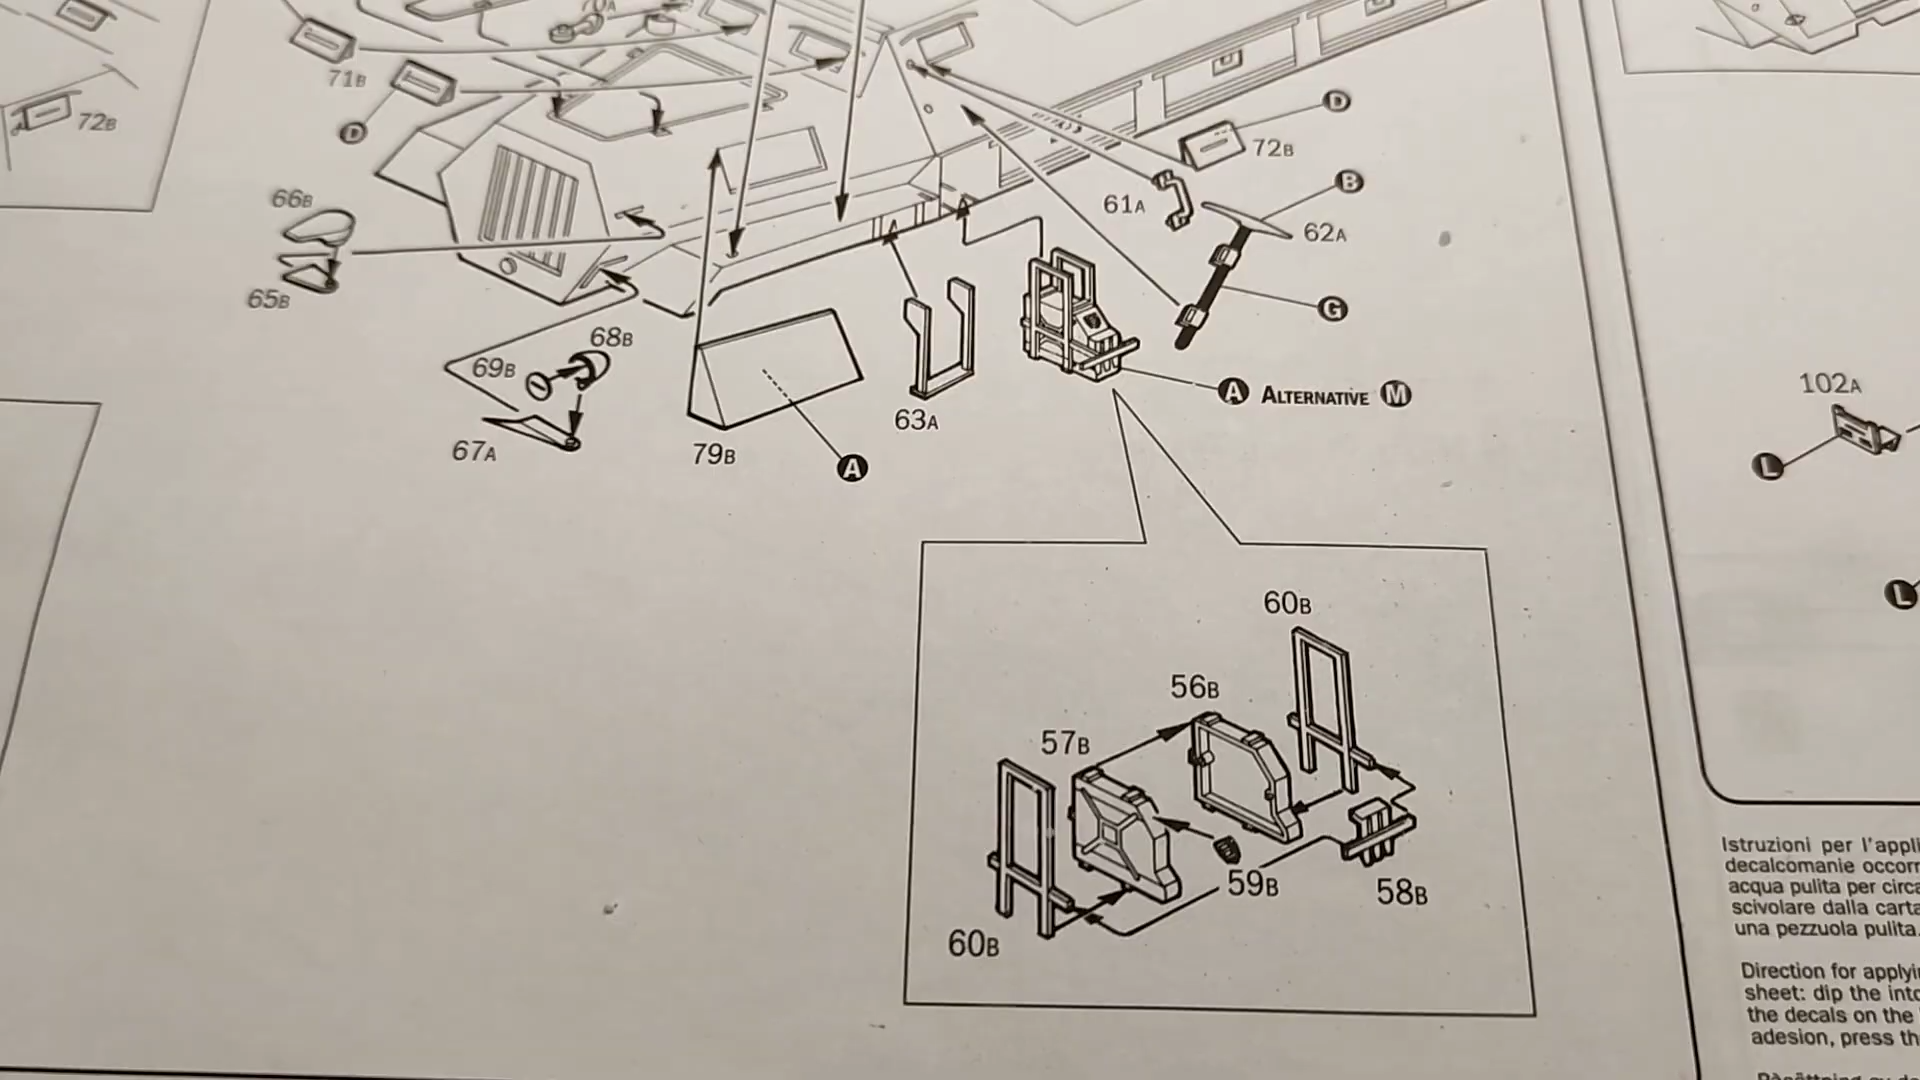 70A
71B
72B
D
D
72B
B
61A
62A
66B
65B
G
68B
69B
A ALTERNATIVE M
102A
63A
67A
79B
A
L
L
60B
56B
57B
59B
58B
60B
Istruzioni per l'appli
decalcomanie occorr
acqua pulita per circa
scivolare dalla carta
una pezzuola pulita.
Direction for applyin
sheet: dip the into
the decals on the
adesion, press th